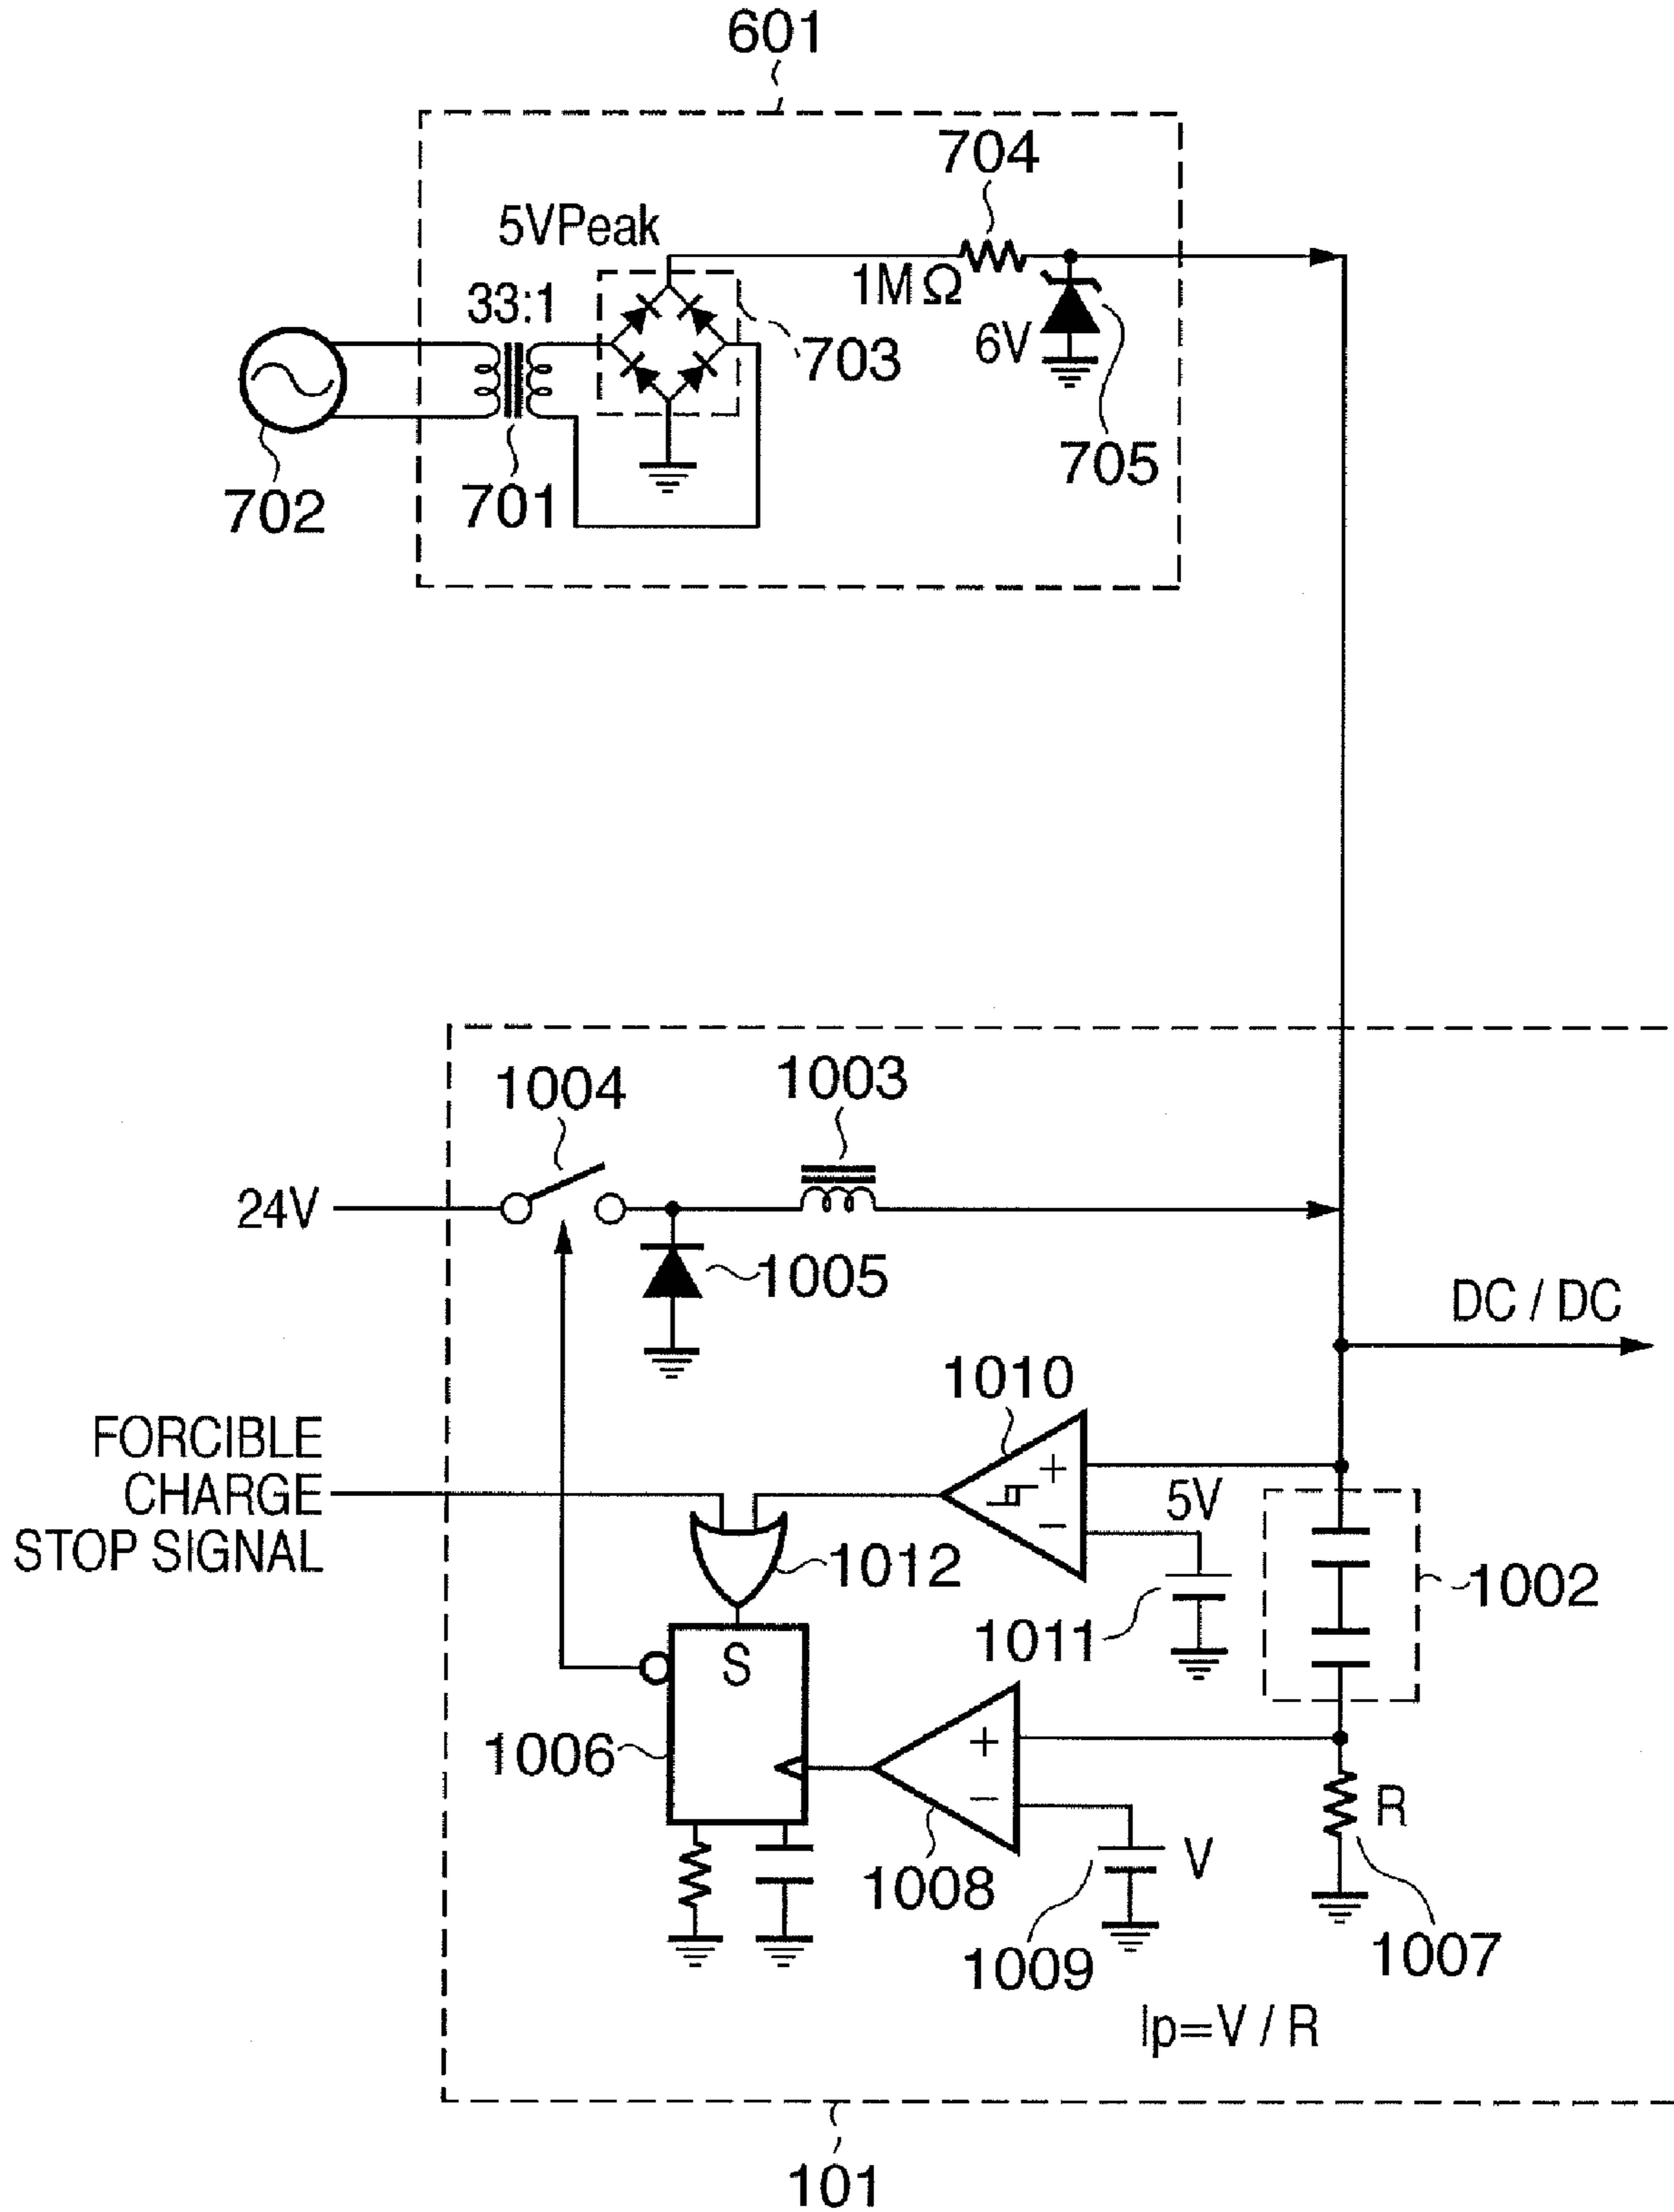 601
704
5VPeak
1M Ω
33:1
703
6V
705
702
701
1004
1003
24V
1005
DC / DC
1010
FORCIBLE
CHARGE
STOP SIGNAL
+
−
5V
1012
1002
1011
S
1006
+
−
R
1008
V
1009
1007
Ip=V / R
101